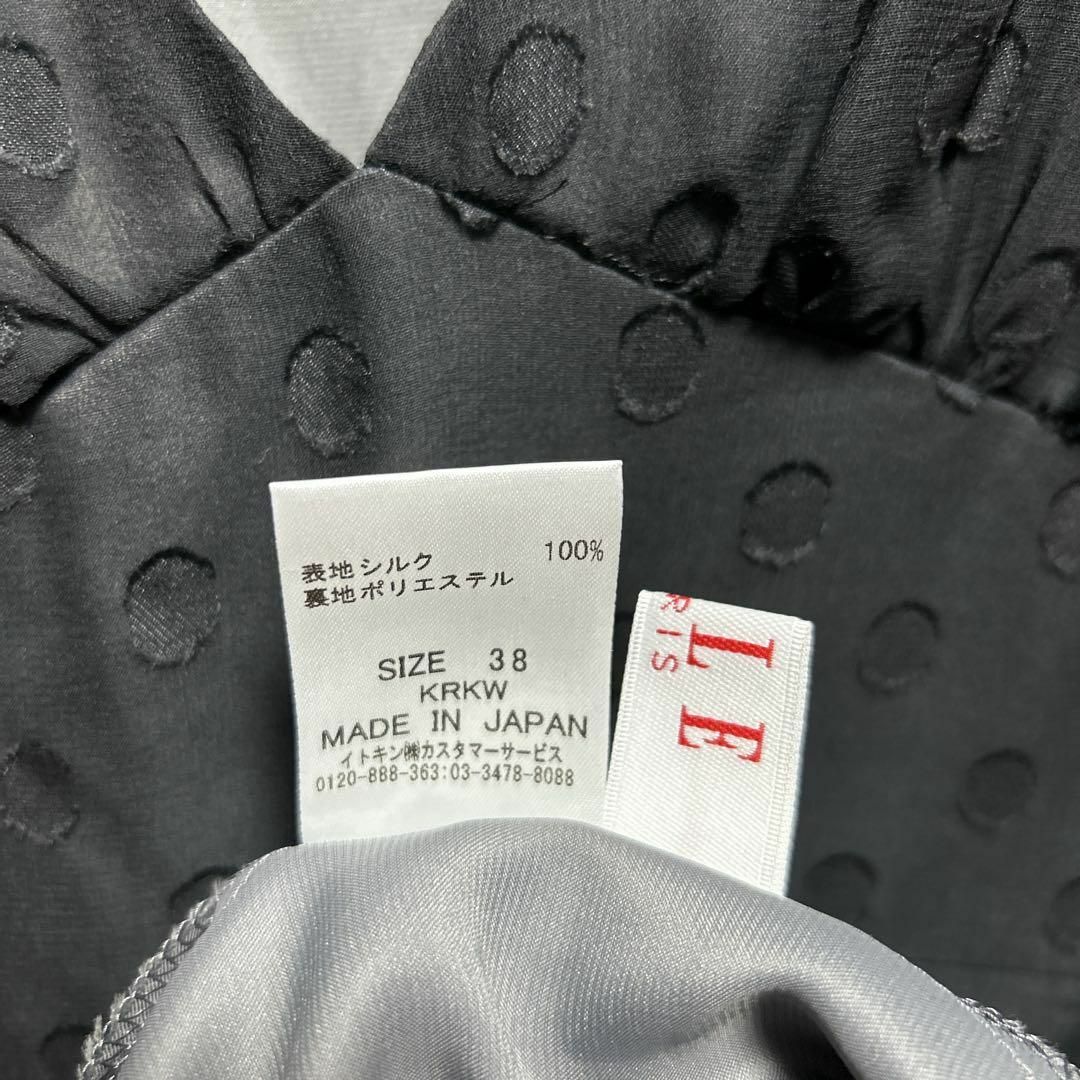 表地シルク 100%
裏地ポリエステル
SIZE 38
KRKW
MADE IN JAPAN
イトキン㈱カスタマーサービス
0120-888-363:03-3478-8088
L E
R I S